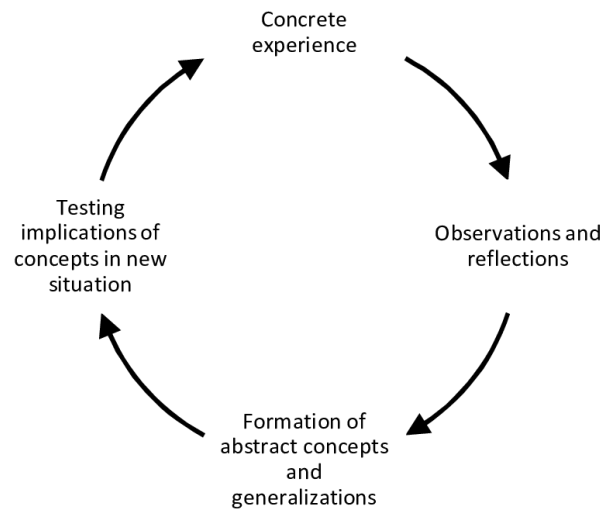 Concrete
experience
Observations and
reflections
Formation of
abstract concepts
and
generalizations
Testing
implications of
concepts in new
situation